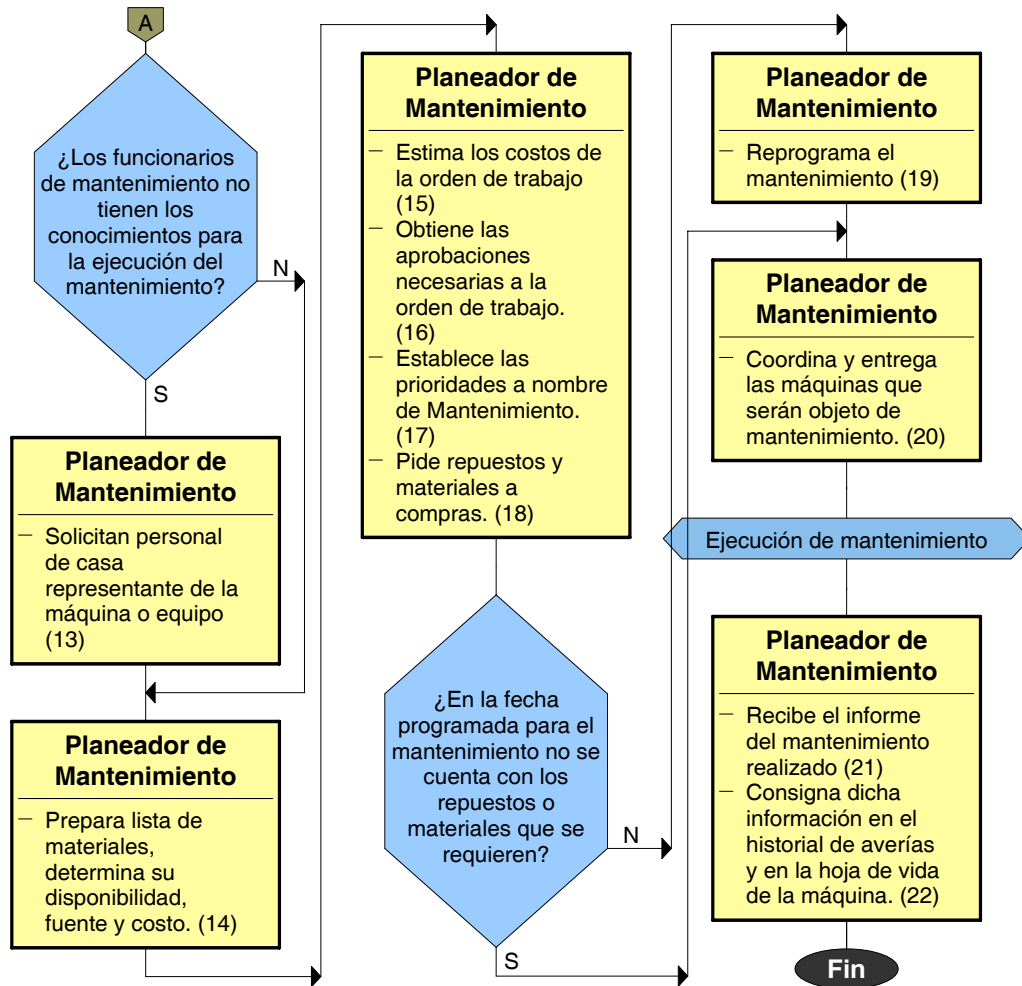 A
¿Los funcionarios
de mantenimiento no
tienen los
conocimientos para
la ejecución del
mantenimiento?
N
S
Planeador de
Mantenimiento
– Solicitan personal
de casa
representante de la
máquina o equipo
(13)
Planeador de
Mantenimiento
– Prepara lista de
materiales,
determina su
disponibilidad,
fuente y costo. (14)
Planeador de
Mantenimiento
– Estima los costos de
la orden de trabajo
(15)
– Obtiene las
aprobaciones
necesarias a la
orden de trabajo.
(16)
– Establece las
prioridades a nombre
de Mantenimiento.
(17)
– Pide repuestos y
materiales a
compras. (18)
¿En la fecha
programada para el
mantenimiento no se
cuenta con los
repuestos o
materiales que se
requieren?
N
S
Planeador de
Mantenimiento
– Reprograma el
mantenimiento (19)
Planeador de
Mantenimiento
– Coordina y entrega
las máquinas que
serán objeto de
mantenimiento. (20)
Ejecución de mantenimiento
Planeador de
Mantenimiento
– Recibe el informe
del mantenimiento
realizado (21)
– Consigna dicha
información en el
historial de averías
y en la hoja de vida
de la máquina. (22)
Fin